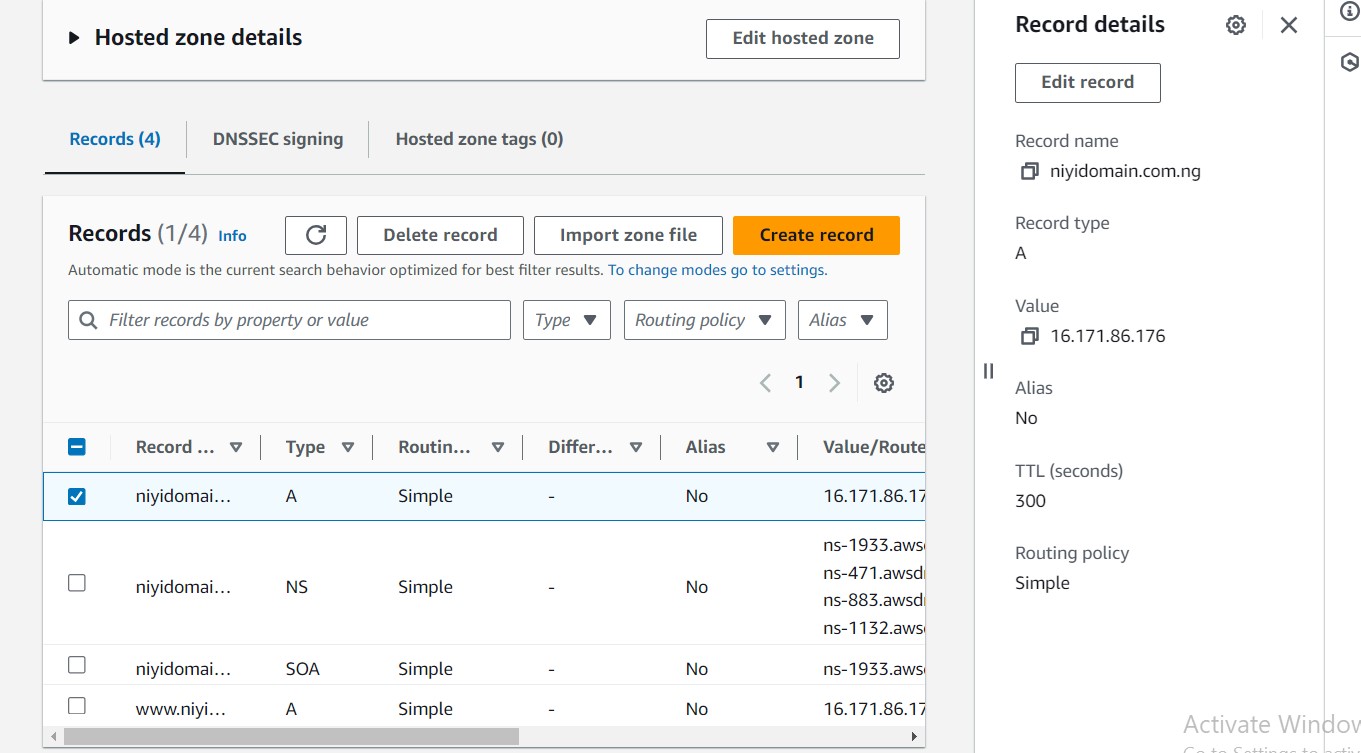 Hosted zone details
Edit hosted zone
Records (4)
DNSSEC signing
Hosted zone tags (0)
Records (1/4) Info
Delete record
Import zone file
Create record
Automatic mode is the current search behavior optimized for best filter results. To change modes go to settings.
Filter records by property or value
Type
Routing policy
Alias
1
Record ... Type Routin... Differ... Alias Value/Route
niyidomai... A Simple - No 16.171.86.17
niyidomai... NS Simple - No
ns-1933.aws
ns-471.awsd
ns-883.awsd
ns-1132.aws
niyidomai... SOA Simple - No ns-1933.aws
www.niyi... A Simple - No 16.171.86.17
Record details
Edit record
Record name
niyidomain.com.ng
Record type
A
Value
16.171.86.176
Alias
No
TTL (seconds)
300
Routing policy
Simple
Activate Window